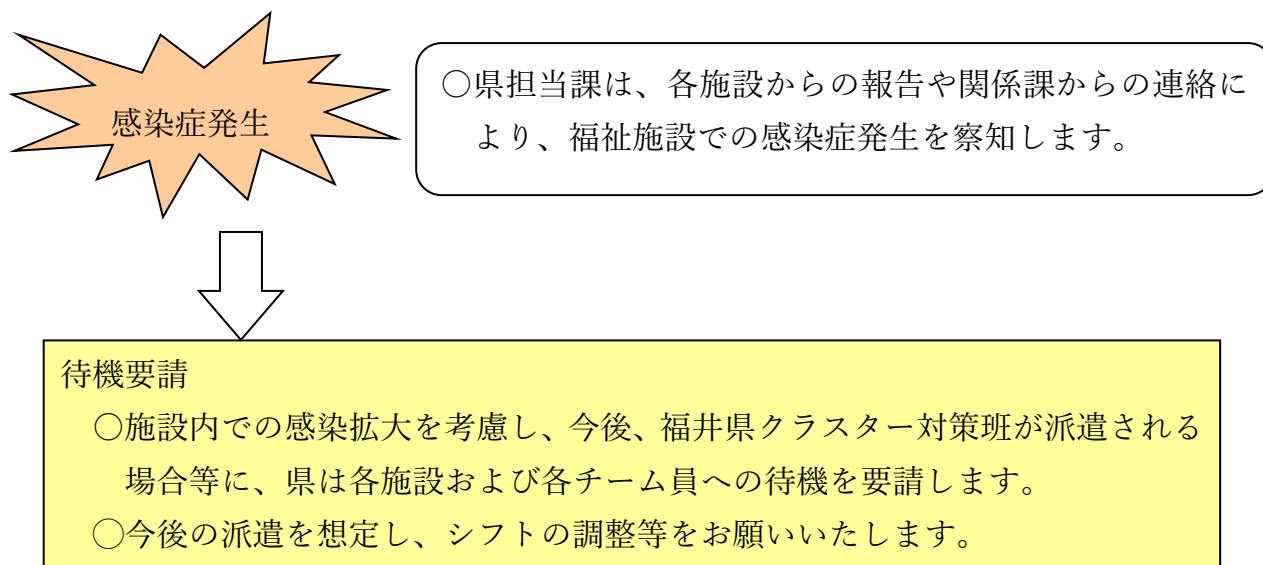 感染症発生
○県担当課は、各施設からの報告や関係課からの連絡に
より、福祉施設での感染症発生を察知します。
待機要請
○施設内での感染拡大を考慮し、今後、福井県クラスター対策班が派遣される
場合等に、県は各施設および各チーム員への待機を要請します。
○今後の派遣を想定し、シフトの調整等をお願いいたします。